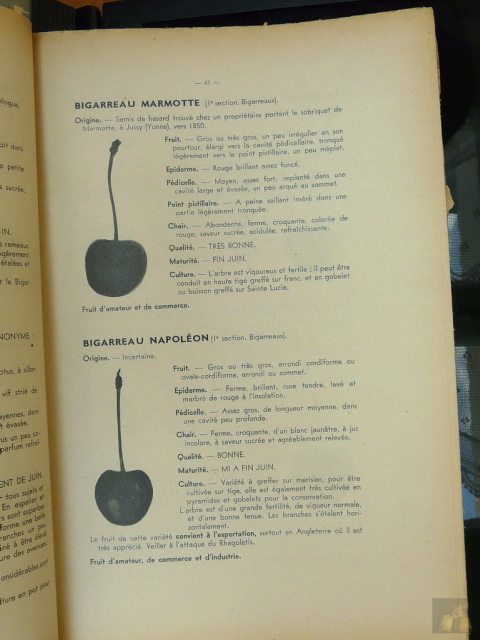 — 67 —
BIGARREAU MARMOTTE (1e section. Bigarreaux).
Origine. — Semis de hasard trouvé chez un propriétaire portant le sobriquet de
Marmotte, à Jussy (Yonne), vers 1850.
Fruit. — Gros ou très gros, un peu irrégulier en son
pourtour, élargi vers la cavité pédicellaire, tronqué
légèrement vers le point pistillaire, un peu méplat.
Epiderme. — Rouge brillant assez foncé.
Pédicelle. — Moyen, assez fort, implanté dans une
cavité large et évasée, un peu arqué au sommet.
Point pistillaire. — A peine saillant inséré dans une
partie légèrement tronquée.
Chair. — Abondante, ferme, croquante, colorée de
rouge, saveur sucrée, acidulée, rafraîchissante.
Qualité. — TRÈS BONNE.
Maturité. — FIN JUIN.
Culture. — L'arbre est vigoureux et fertile ; il peut être
conduit en haute tige greffé sur franc, et en gobelet
ou buisson greffé sur Sainte Lucie.
Fruit d'amateur et de commerce.
BIGARREAU NAPOLÉON (1e section. Bigarreaux).
Origine. — Incertaine.
Fruit. — Gros ou très gros, arrondi cordiforme ou
ovale-cordiforme, arrondi au sommet.
Epiderme. — Ferme, brillant, rose tendre, lavé et
marbré de rouge à l'insolation.
Pédicelle. — Assez gros, de longueur moyenne, dans
une cavité peu profonde.
Chair. — Ferme, croquante, d'un blanc jaunâtre, à jus
incolore, à saveur sucrée et agréablement relevée.
Qualité. — BONNE.
Maturité. — MI A FIN JUIN.
Culture. — Variété à greffer sur merisier, pour être
cultivée sur tige, elle est également très cultivée en
pyramides et gobelets pour la conservation.
L'arbre est d'une grande fertilité, de vigueur normale,
et d'une bonne tenue. Les branches s'étalent hori-
zontalement.
Le fruit de cette variété convient à l'exportation, surtout en Angleterre où il est
très apprécié. Veiller à l'attaque du Rhagoletis.
Fruit d'amateur, de commerce et d'industrie.